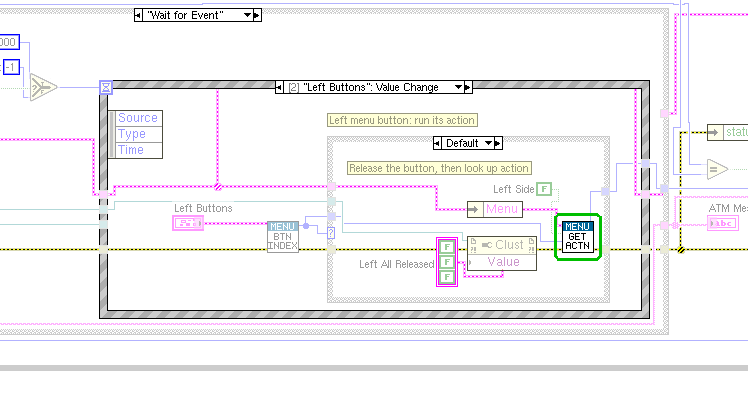 "Wait for Event"
000
-1
[2] "Left Buttons": Value Change
Source
Type
Time
Left menu button: run its action
Default
Release the button, then look up action
Left Side
F
Menu
Left Buttons
MENU
BTN
INDEX
?
MENU
GET
ACTN
Clust
Value
Left All Released
F
F
F
statu
=
ATM Me
abc